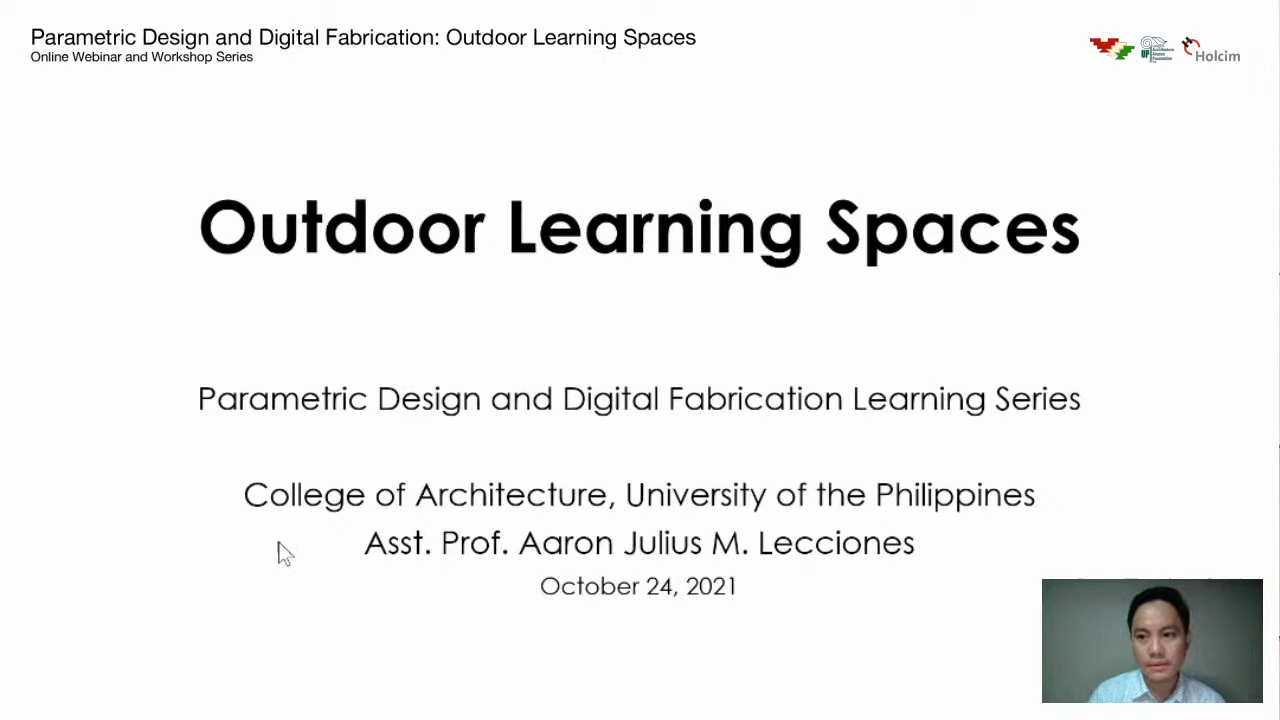 Parametric Design and Digital Fabrication: Outdoor Learning Spaces
Online Webinar and Workshop Series
UP
Holcim
Outdoor Learning Spaces
Parametric Design and Digital Fabrication Learning Series
College of Architecture, University of the Philippines
Asst. Prof. Aaron Julius M. Lecciones
October 24, 2021